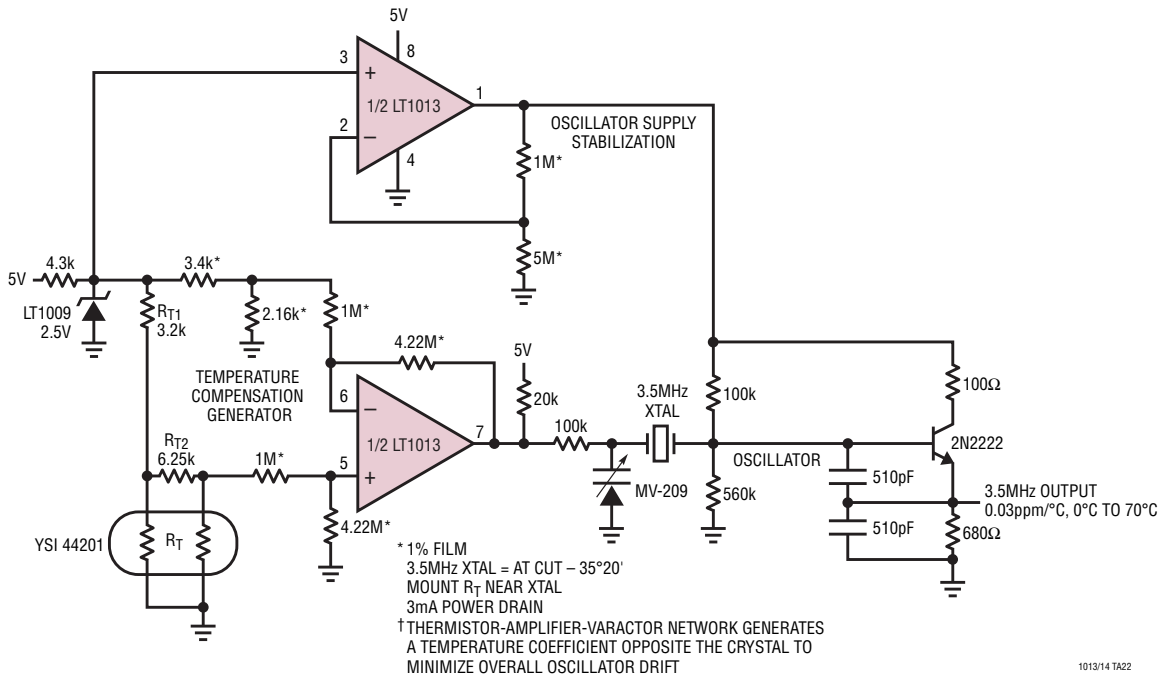 5V
8
3
+
1/2 LT1013
1
2
–
4
OSCILLATOR SUPPLY
STABILIZATION
1M*
5M*
4.3k
5V
3.4k*
LT1009
2.5V
RT1
3.2k
2.16k*
1M*
4.22M*
TEMPERATURE
COMPENSATION
GENERATOR
6
–
1/2 LT1013
7
5
+
5V
20k
100k
3.5MHz
XTAL
100k
100Ω
2N2222
RT2
6.25k
1M*
4.22M*
MV-209
OSCILLATOR
560k
510pF
510pF
3.5MHz OUTPUT
0.03ppm/°C, 0°C TO 70°C
680Ω
YSI 44201
RT
* 1% FILM
3.5MHz XTAL = AT CUT – 35°20'
MOUNT RT NEAR XTAL
3mA POWER DRAIN
† THERMISTOR-AMPLIFIER-VARACTOR NETWORK GENERATES
A TEMPERATURE COEFFICIENT OPPOSITE THE CRYSTAL TO
MINIMIZE OVERALL OSCILLATOR DRIFT
1013/14 TA22